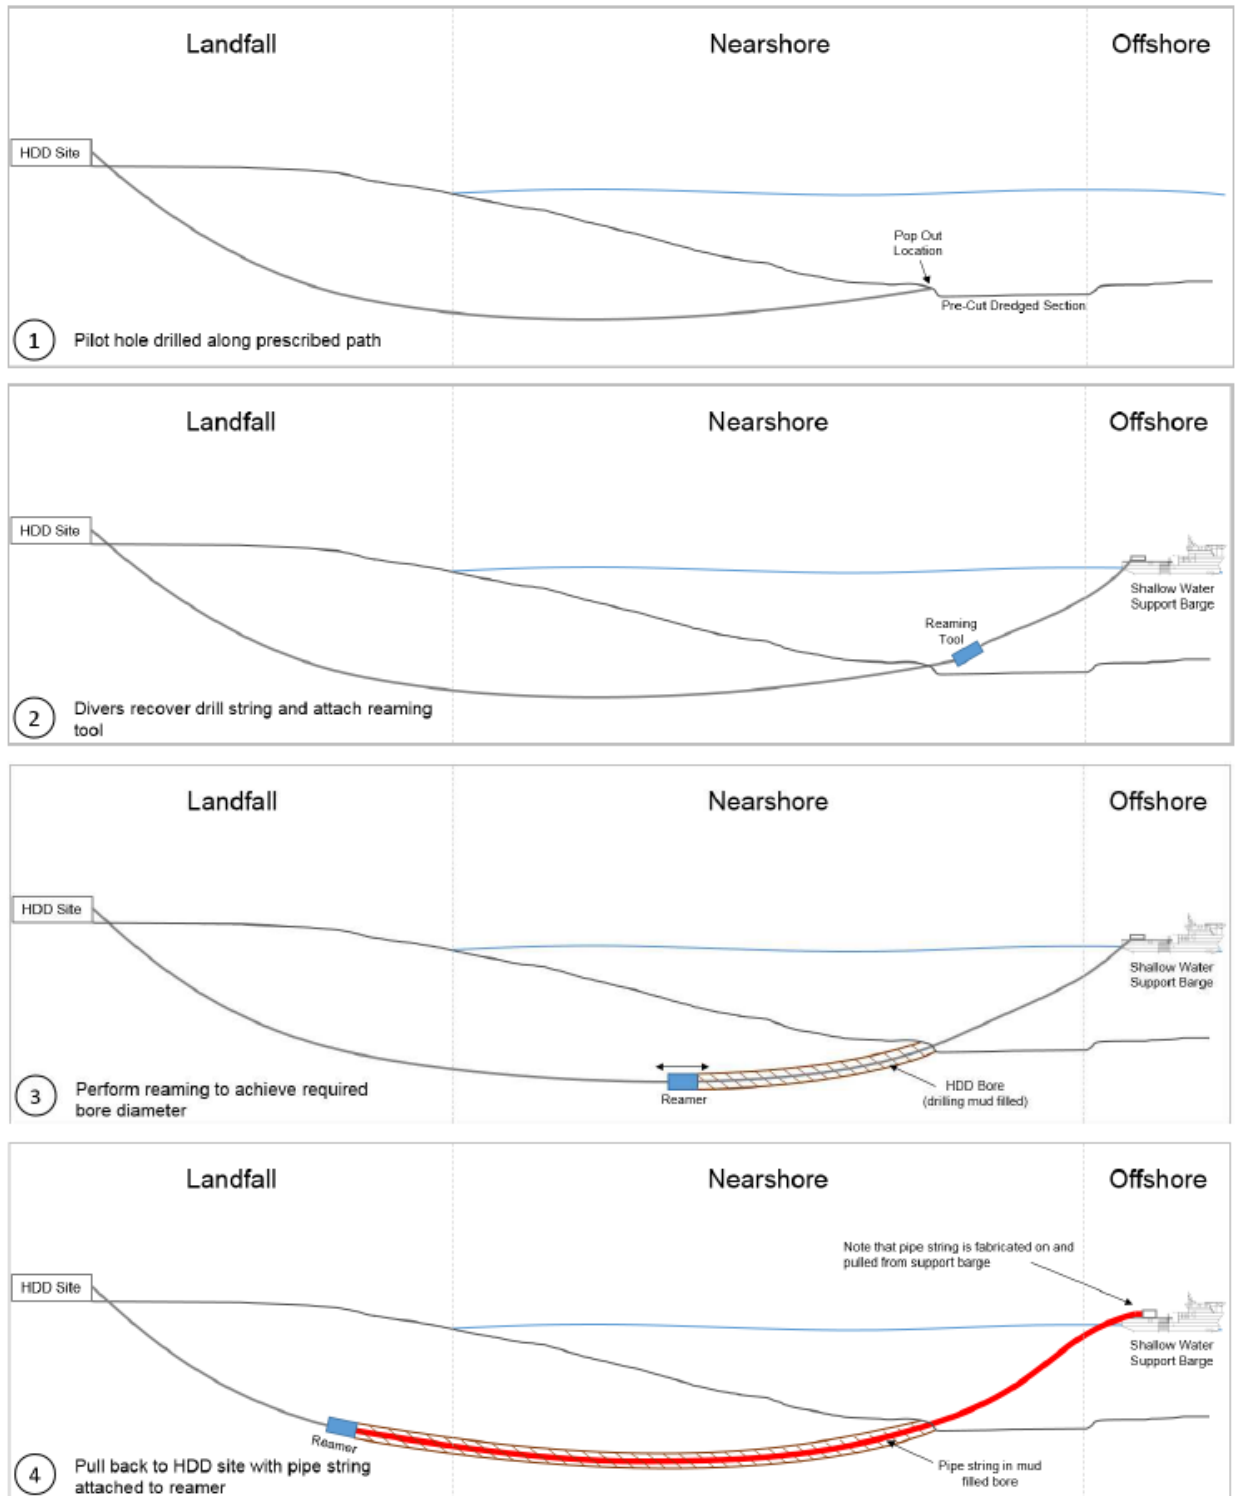 Landfall
Nearshore
Offshore
HDD Site
Pop Out
Location
Pre-Cut Dredged Section
1
Pilot hole drilled along prescribed path
Landfall
Nearshore
Offshore
HDD Site
Shallow Water
Support Barge
Reaming
Tool
2
Divers recover drill string and attach reaming
tool
Landfall
Nearshore
Offshore
HDD Site
Shallow Water
Support Barge
Reamer
HDD Bore
(drilling mud filled)
3
Perform reaming to achieve required
bore diameter
Landfall
Nearshore
Offshore
Note that pipe string is fabricated on and
pulled from support barge
HDD Site
Shallow Water
Support Barge
Reamer
Pipe string in mud
filled bore
4
Pull back to HDD site with pipe string
attached to reamer